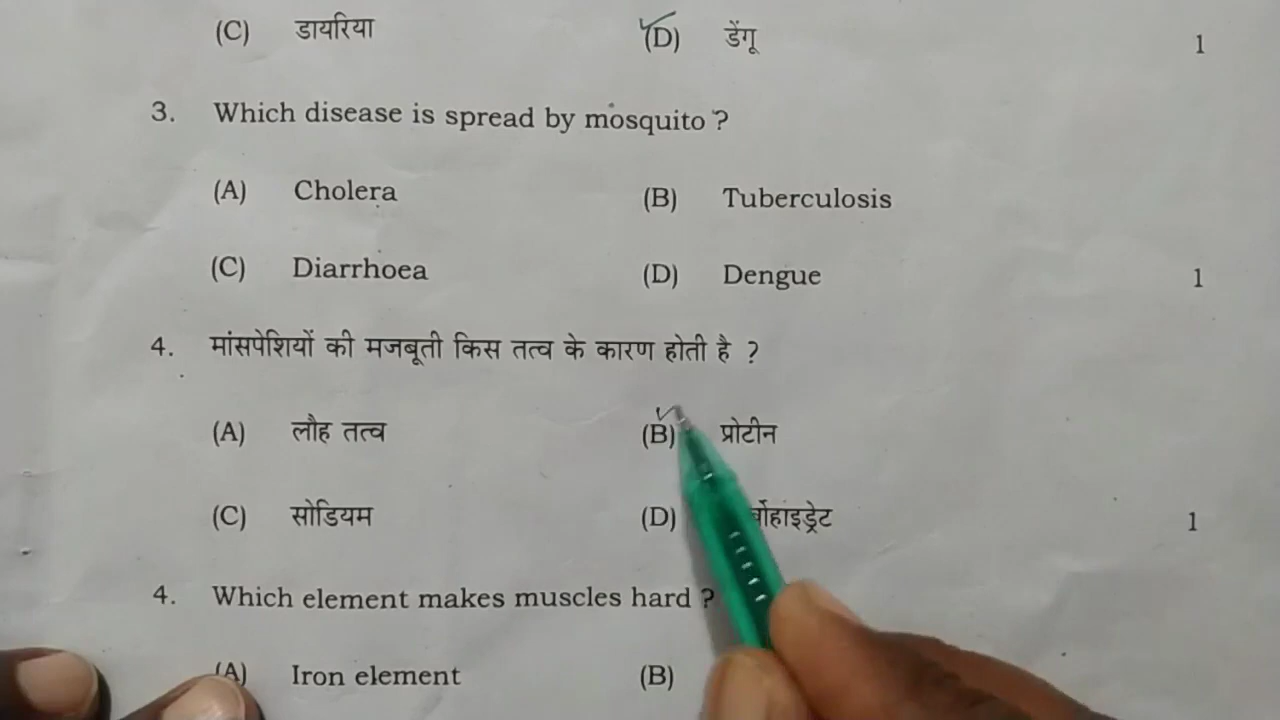 (C) डायरिया (D) डेंगू 1
3. Which disease is spread by mosquito ?
(A) Cholera (B) Tuberculosis
(C) Diarrhoea (D) Dengue 1
4. मांसपेशियों की मजबूती किस तत्व के कारण होती है ?
(A) लौह तत्व (B) प्रोटीन
(C) सोडियम (D) 1
4. Which element makes muscles hard ?
(A) Iron element (B)